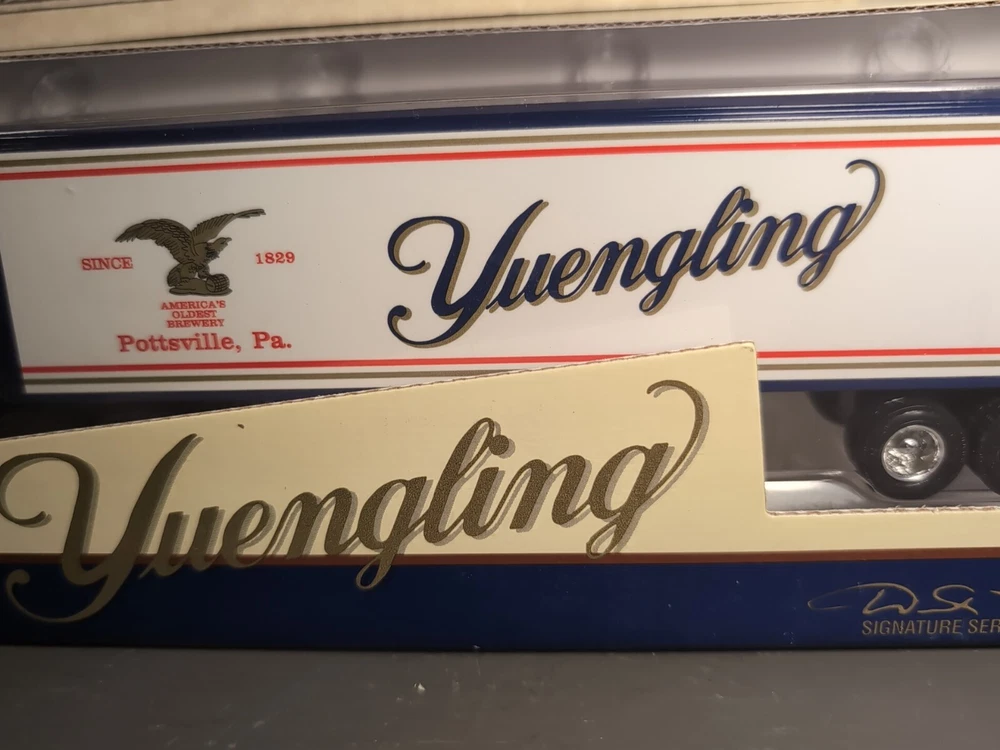 Yuengling
SINCE 1829
AMERICA'S
OLDEST
BREWERY
Pottsville, Pa.
Yuengling
SIGNATURE SER